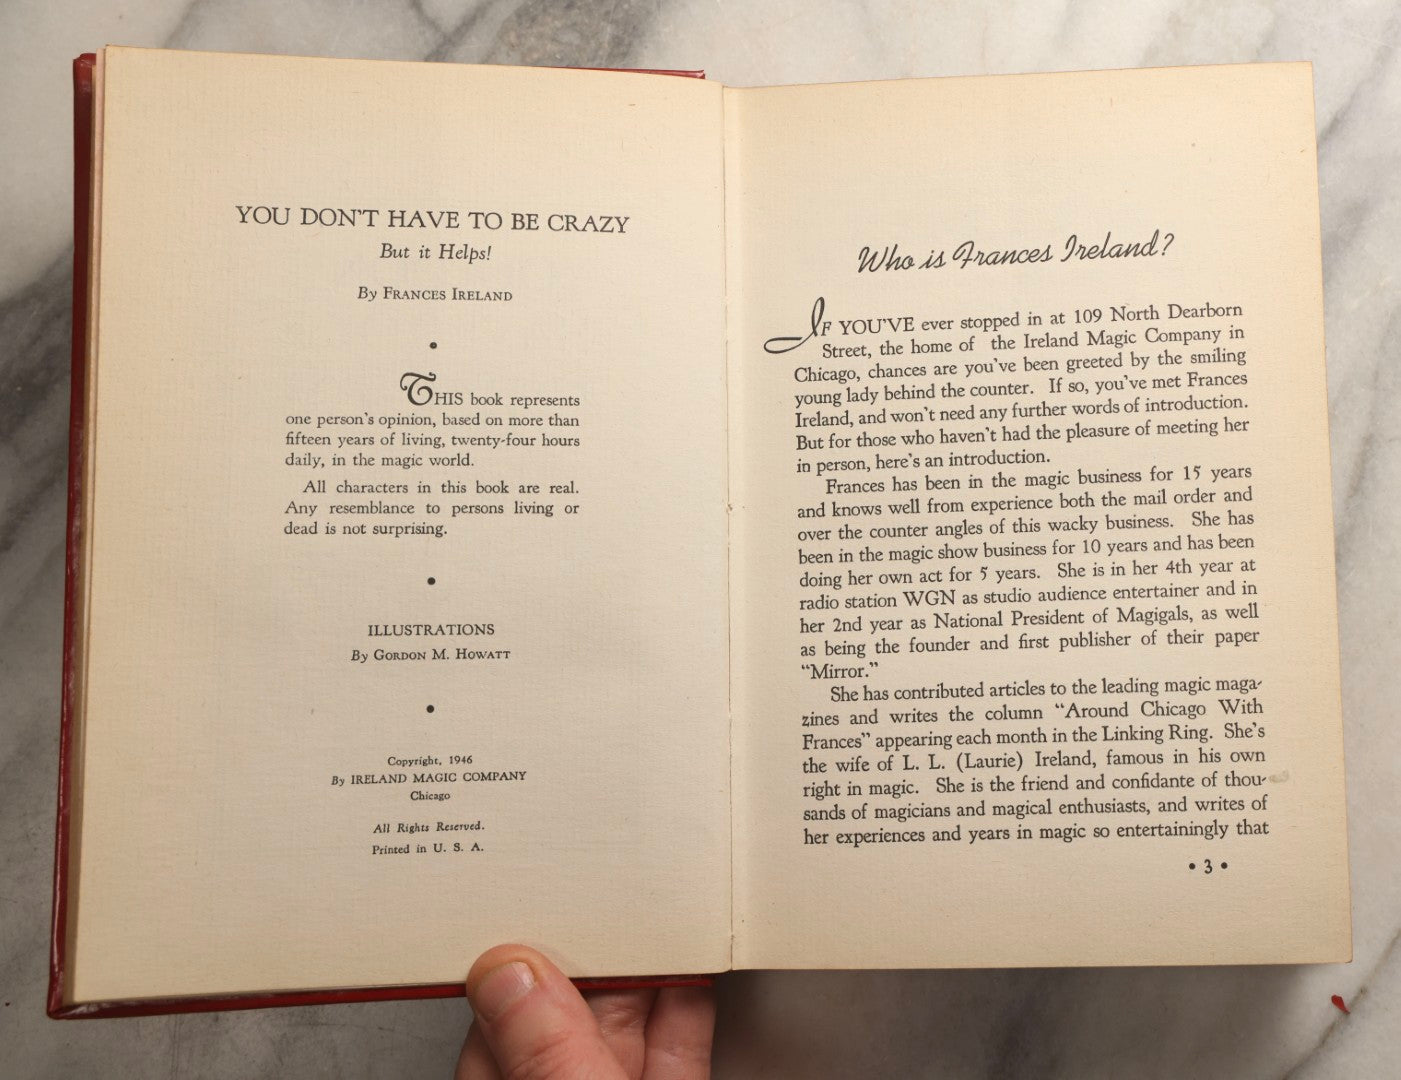 YOU DON'T HAVE TO BE CRAZY
But it Helps!
By FRANCES IRELAND
•
THIS book represents
one person's opinion, based on more than
fifteen years of living, twenty-four hours
daily, in the magic world.
All characters in this book are real.
Any resemblance to persons living or
dead is not surprising.
•
ILLUSTRATIONS
By GORDON M. HOWATT
•
Copyright, 1946
By IRELAND MAGIC COMPANY
Chicago
All Rights Reserved.
Printed in U. S. A.
Who is Frances Ireland?
IF YOU'VE ever stopped in at 109 North Dearborn
Street, the home of the Ireland Magic Company in
Chicago, chances are you've been greeted by the smiling
young lady behind the counter. If so, you've met Frances
Ireland, and won't need any further words of introduction.
But for those who haven't had the pleasure of meeting her
in person, here's an introduction.
Frances has been in the magic business for 15 years
and knows well from experience both the mail order and
over the counter angles of this wacky business. She has
been in the magic show business for 10 years and has been
doing her own act for 5 years. She is in her 4th year at
radio station WGN as studio audience entertainer and in
her 2nd year as National President of Magigals, as well
as being the founder and first publisher of their paper
“Mirror.”
She has contributed articles to the leading magic maga-
zines and writes the column “Around Chicago With
Frances” appearing each month in the Linking Ring. She's
the wife of L. L. (Laurie) Ireland, famous in his own
right in magic. She is the friend and confidante of thou-
sands of magicians and magical enthusiasts, and writes of
her experiences and years in magic so entertainingly that
• 3 •